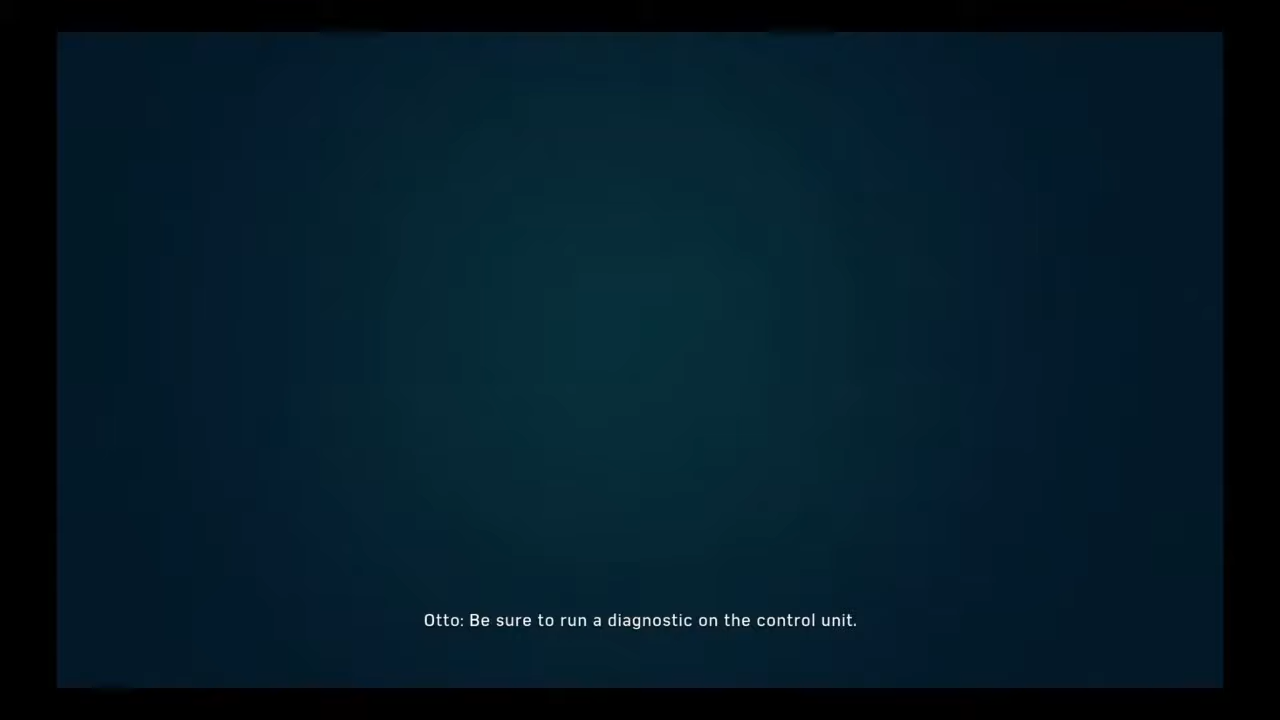 Otto: Be sure to run a diagnostic on the control unit.